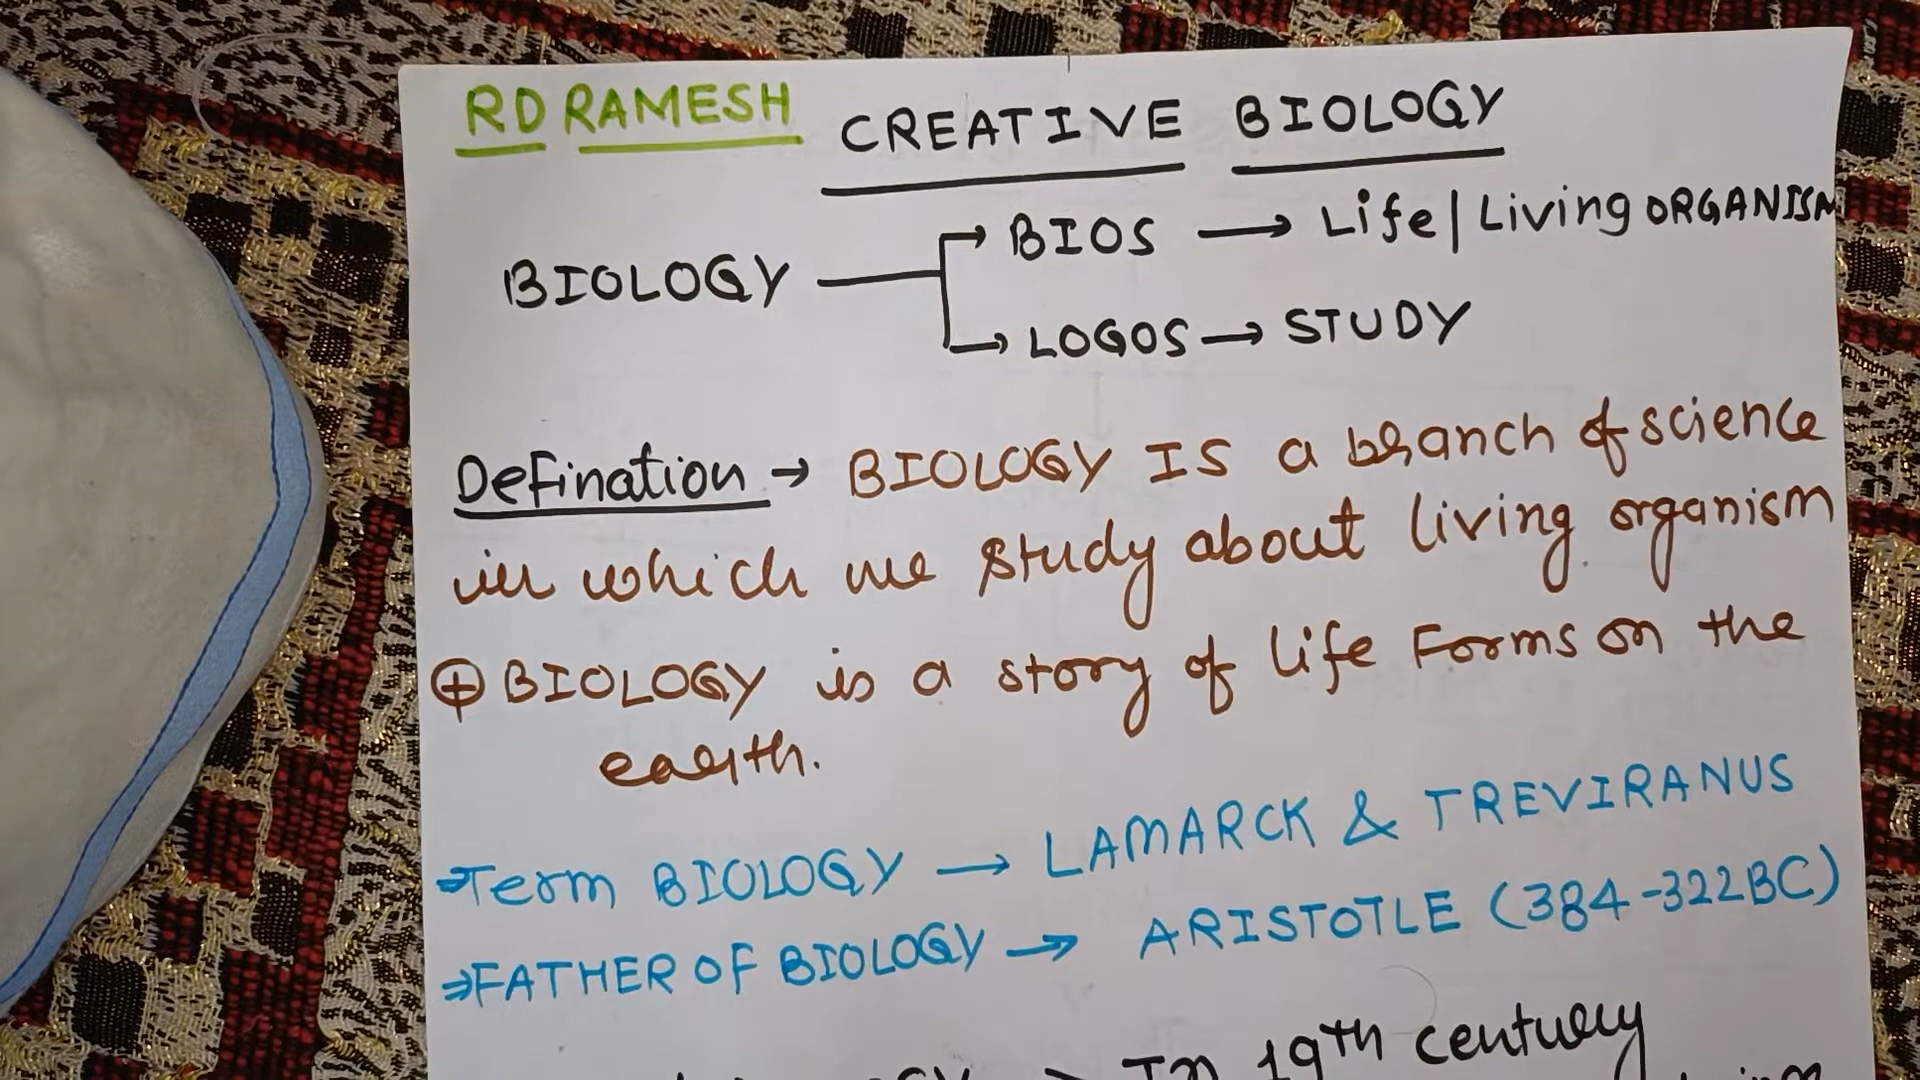 RD RAMESH CREATIVE BIOLOGY
BIOLOGY → BIOS → Life | Living ORGANISM
→ LOGOS → STUDY
Defination → BIOLOGY IS a branch of science
in which we study about living organism
⊕ BIOLOGY is a story of life Forms on the
earth.
→ Term BIOLOGY → LAMARCK & TREVIRANUS
⇒ FATHER OF BIOLOGY → ARISTOTLE (384-322BC)
In 19th century